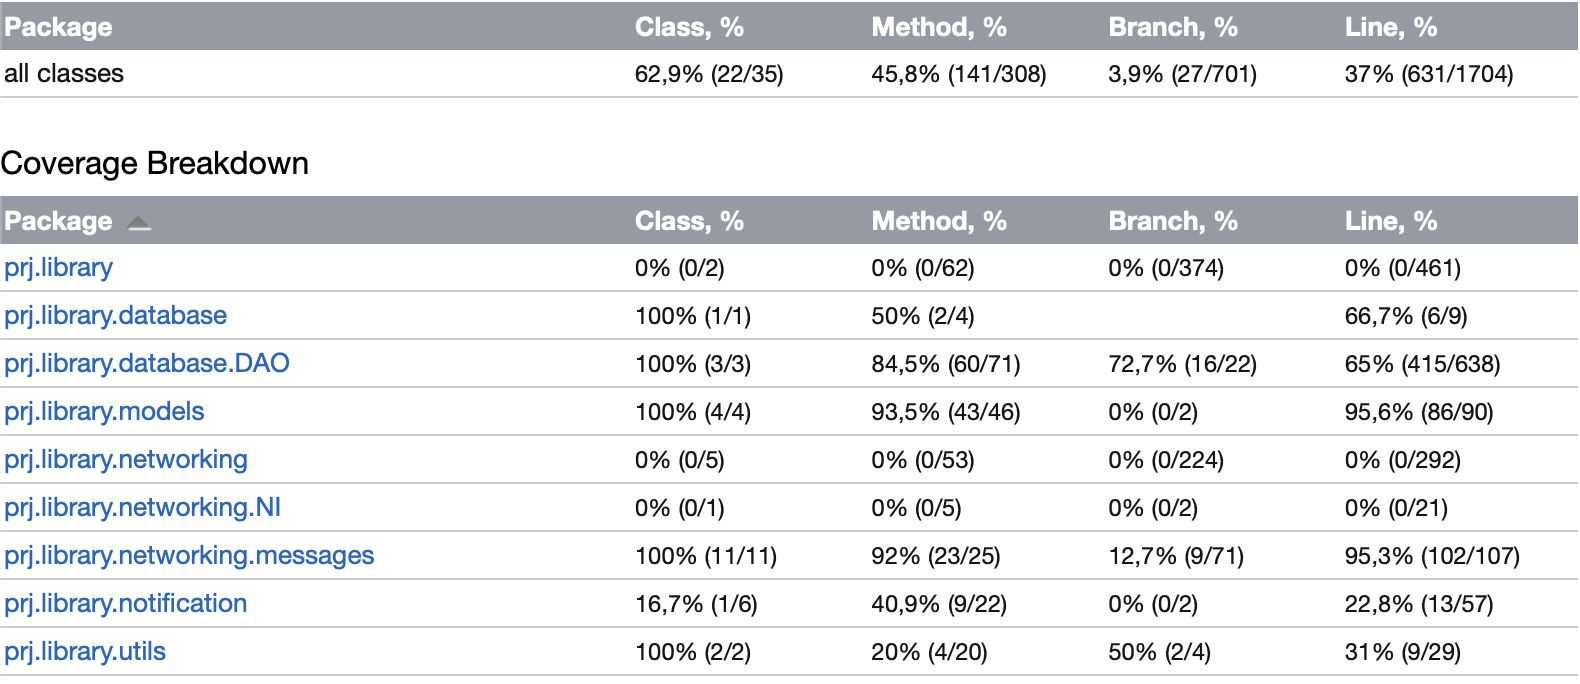 Package Class, % Method, % Branch, % Line, %
all classes 62,9% (22/35) 45,8% (141/308) 3,9% (27/701) 37% (631/1704)
Coverage Breakdown
Package Class, % Method, % Branch, % Line, %
prj.library 0% (0/2) 0% (0/62) 0% (0/374) 0% (0/461)
prj.library.database 100% (1/1) 50% (2/4) 66,7% (6/9)
prj.library.database.DAO 100% (3/3) 84,5% (60/71) 72,7% (16/22) 65% (415/638)
prj.library.models 100% (4/4) 93,5% (43/46) 0% (0/2) 95,6% (86/90)
prj.library.networking 0% (0/5) 0% (0/53) 0% (0/224) 0% (0/292)
prj.library.networking.NI 0% (0/1) 0% (0/5) 0% (0/2) 0% (0/21)
prj.library.networking.messages 100% (11/11) 92% (23/25) 12,7% (9/71) 95,3% (102/107)
prj.library.notification 16,7% (1/6) 40,9% (9/22) 0% (0/2) 22,8% (13/57)
prj.library.utils 100% (2/2) 20% (4/20) 50% (2/4) 31% (9/29)